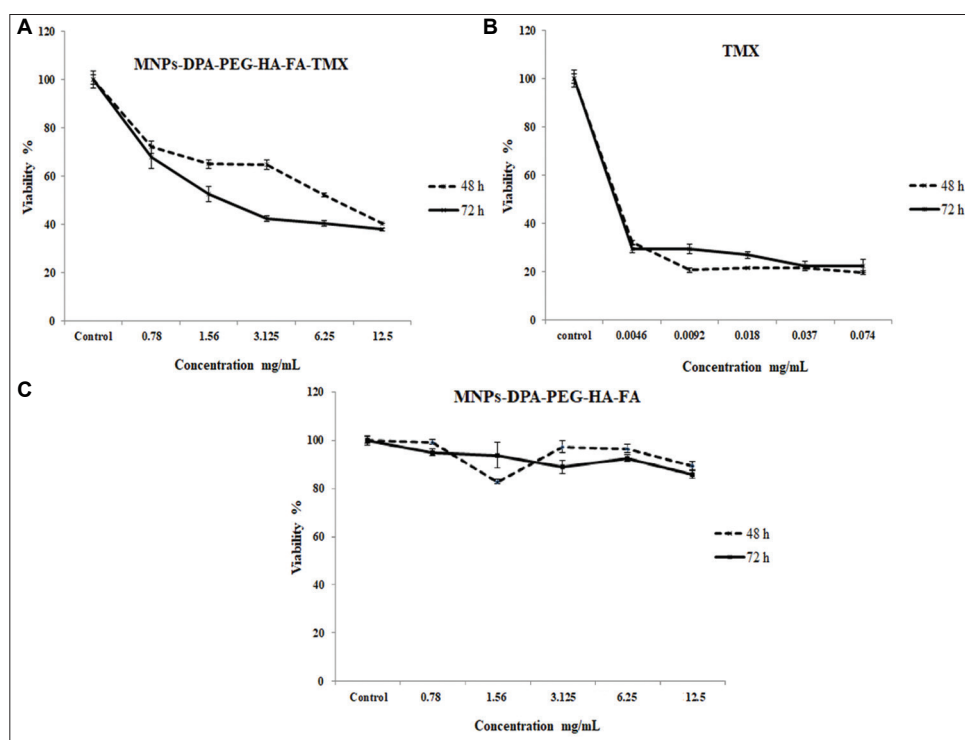 A
MNPs-DPA-PEG-HA-FA-TMX
120
100
80
60
40
20
0
Viability %
Control 0.78 1.56 3.125 6.25 12.5
Concentration mg/mL
48 h
72 h
B
TMX
120
100
80
60
40
20
0
Viability %
control 0.0046 0.0092 0.018 0.037 0.074
Concentration mg/mL
48 h
72 h
C
MNPs-DPA-PEG-HA-FA
120
100
80
60
40
20
0
Viability %
Control 0.78 1.56 3.125 6.25 12.5
Concentration mg/mL
48 h
72 h